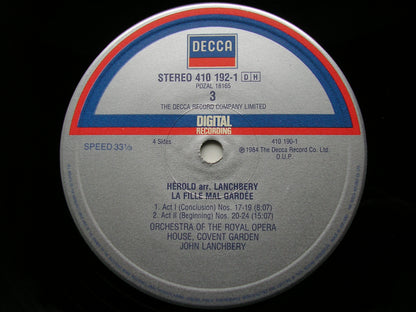 DECCA
STEREO 410 192-1 DH
PDZAL 18165
3
THE DECCA RECORD COMPANY LIMITED
DIGITAL
RECORDING
SPEED 33⅓
4 Sides
410 190-1
℗ 1984 The Decca Record Co. Ltd.
D.U.P.
HÉROLD arr. LANCHBERY
LA FILLE MAL GARDÉE
1. Act I (Conclusion) Nos. 17-19 (8:07)
2. Act II (Beginning) Nos. 20-24 (15:07)
ORCHESTRA OF THE ROYAL OPERA
HOUSE, COVENT GARDEN
JOHN LANCHBERY